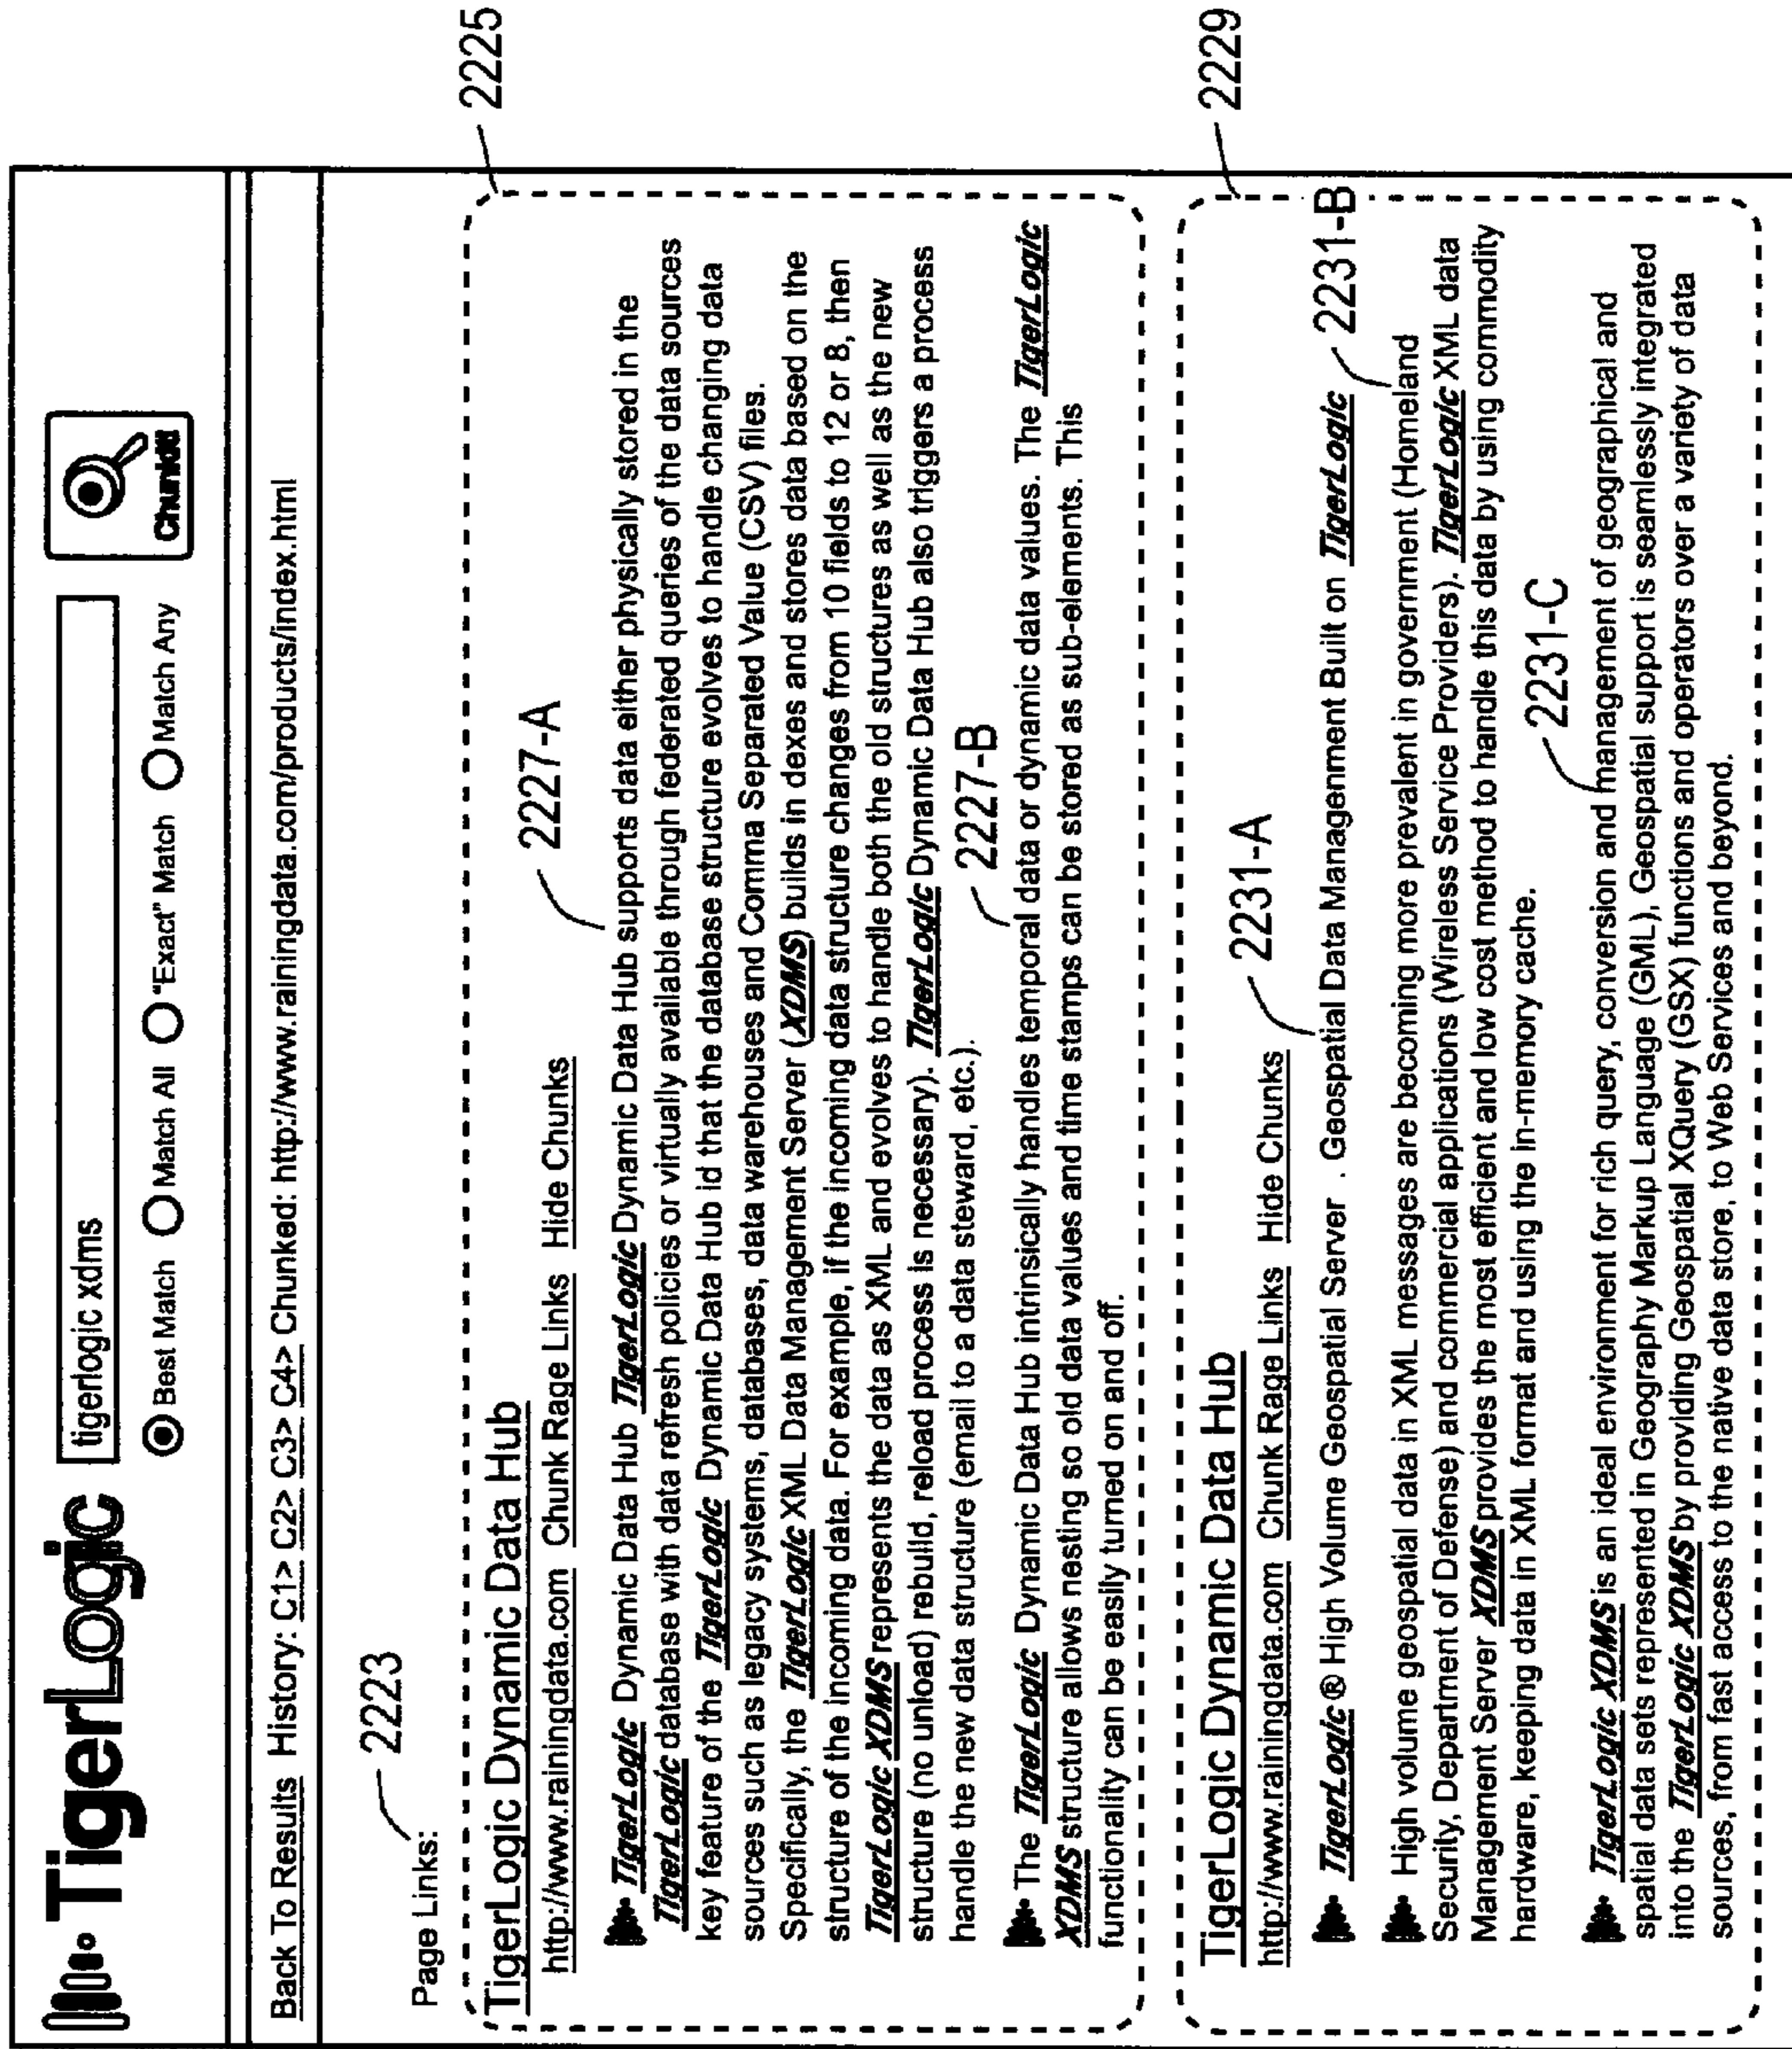 TigerLogic
tigerlogic xdms
Chunkit!
Best Match Match All "Exact" Match Match Any
Back To Results History: C1> C2> C3> C4> Chunked: http://www.rainingdata.com/products/index.html
Page Links:
2223
2225
TigerLogic Dynamic Data Hub
http://www.rainingdata.com Chunk Rage Links Hide Chunks
2227-A
TigerLogic Dynamic Data Hub TigerLogic Dynamic Data Hub supports data either physically stored in the
TigerLogic database with data refresh policies or virtually available through federated queries of the data sources
key feature of the TigerLogic Dynamic Data Hub id that the database structure evolves to handle changing data
sources such as legacy systems, databases, data warehouses and Comma Separated Value (CSV) files.
Specifically, the TigerLogic XML Data Management Server (XDMS) builds in dexes and stores data based on the
structure of the incoming data. For example, if the incoming data structure changes from 10 fields to 12 or 8, then
TigerLogic XDMS represents the data as XML and evolves to handle both the old structures as well as the new
structure (no unload) rebuild, reload process is necessary). TigerLogic Dynamic Data Hub also triggers a process
handle the new data structure (email to a data steward, etc.).
2227-B
The TigerLogic Dynamic Data Hub intrinsically handles temporal data or dynamic data values. The TigerLogic
XDMS structure allows nesting so old data values and time stamps can be stored as sub-elements. This
functionality can be easily turned on and off.
2229
TigerLogic Dynamic Data Hub
http://www.rainingdata.com Chunk Rage Links Hide Chunks
2231-A
TigerLogic® High Volume Geospatial Server . Geospatial Data Managenment Built on TigerLogic
2231-B
High volume geospatial data in XML messages are becoming more prevalent in government (Homeland
Security, Department of Defense) and commercial applications (Wireless Service Providers). TigerLogic XML data
Management Server XDMS provides the most efficient and low cost method to handle this data by using commodity
hardware, keeping data in XML format and using the in-memory cache.
2231-C
TigerLogic XDMS is an ideal environment for rich query, conversion and management of geographical and
spatial data sets represented in Geography Markup Language (GML), Geospatial support is seamlessly integrated
into the TigerLogic XDMS by providing Geospatial XQuery (GSX) functions and operators over a variety of data
sources, from fast access to the native data store, to Web Services and beyond.